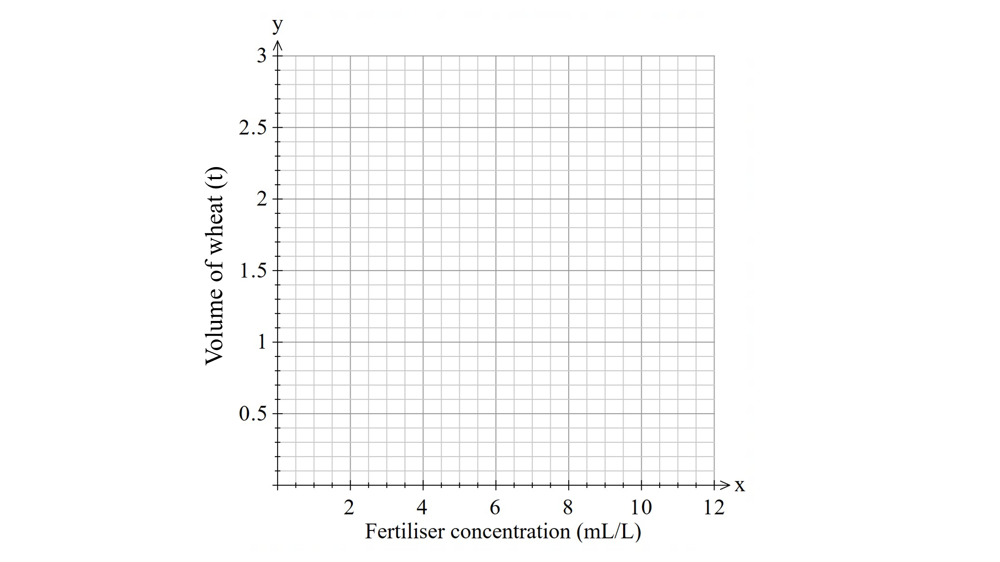 y
3
2.5
2
1.5
1
0.5
Volume of wheat (t)
x
2 4 6 8 10 12
Fertiliser concentration (mL/L)